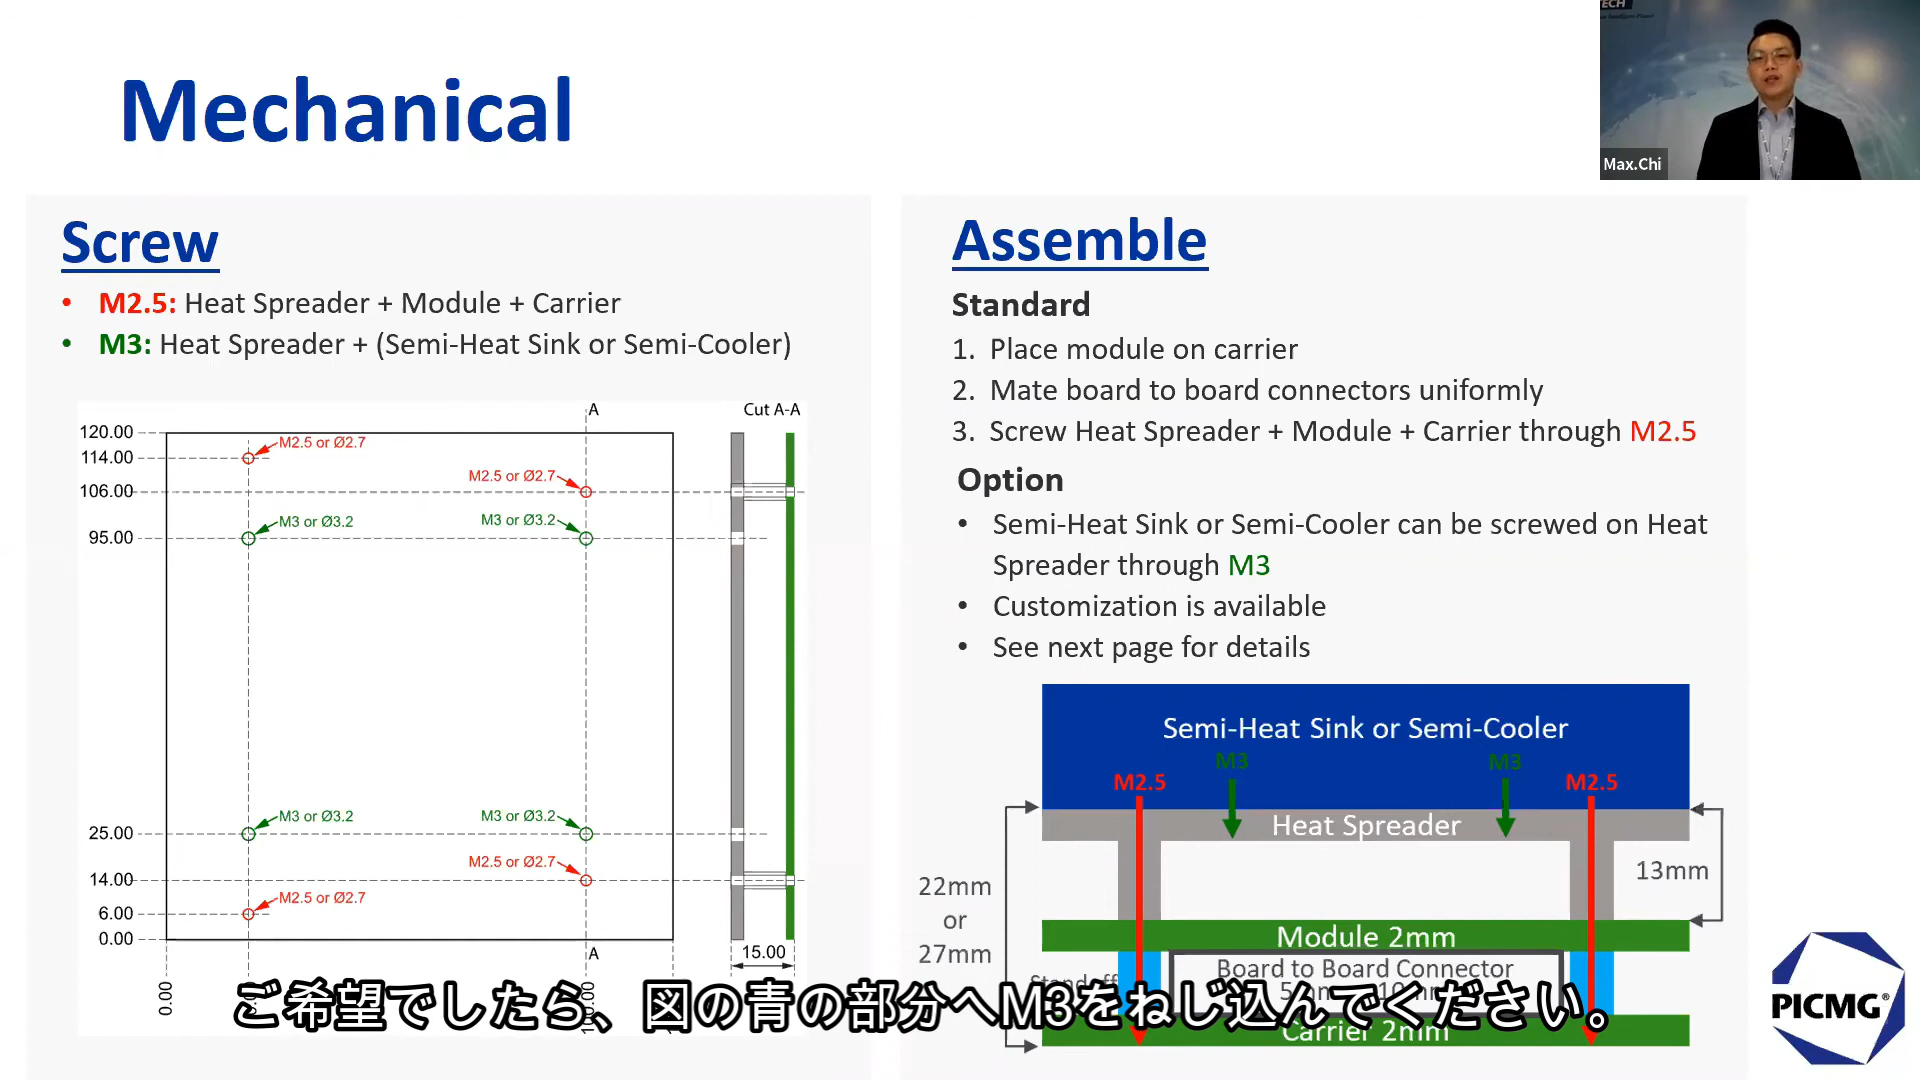 TECH
Max.Chi
Mechanical
Screw
• M2.5: Heat Spreader + Module + Carrier
• M3: Heat Spreader + (Semi-Heat Sink or Semi-Cooler)
A
Cut A-A
120.00
114.00
106.00
95.00
25.00
14.00
6.00
0.00
M2.5 or Ø2.7
M2.5 or Ø2.7
M3 or Ø3.2
M3 or Ø3.2
M3 or Ø3.2
M3 or Ø3.2
M2.5 or Ø2.7
M2.5 or Ø2.7
A
15.00
0.00
Assemble
Standard
1. Place module on carrier
2. Mate board to board connectors uniformly
3. Screw Heat Spreader + Module + Carrier through M2.5
Option
• Semi-Heat Sink or Semi-Cooler can be screwed on Heat
Spreader through M3
• Customization is available
• See next page for details
Semi-Heat Sink or Semi-Cooler
M3
M3
M2.5
M2.5
Heat Spreader
22mm
or
27mm
13mm
Module 2mm
Board to Board Connector
Carrier 2mm
PICMG®
ご希望でしたら、図の青の部分へM3をねじ込んでください。